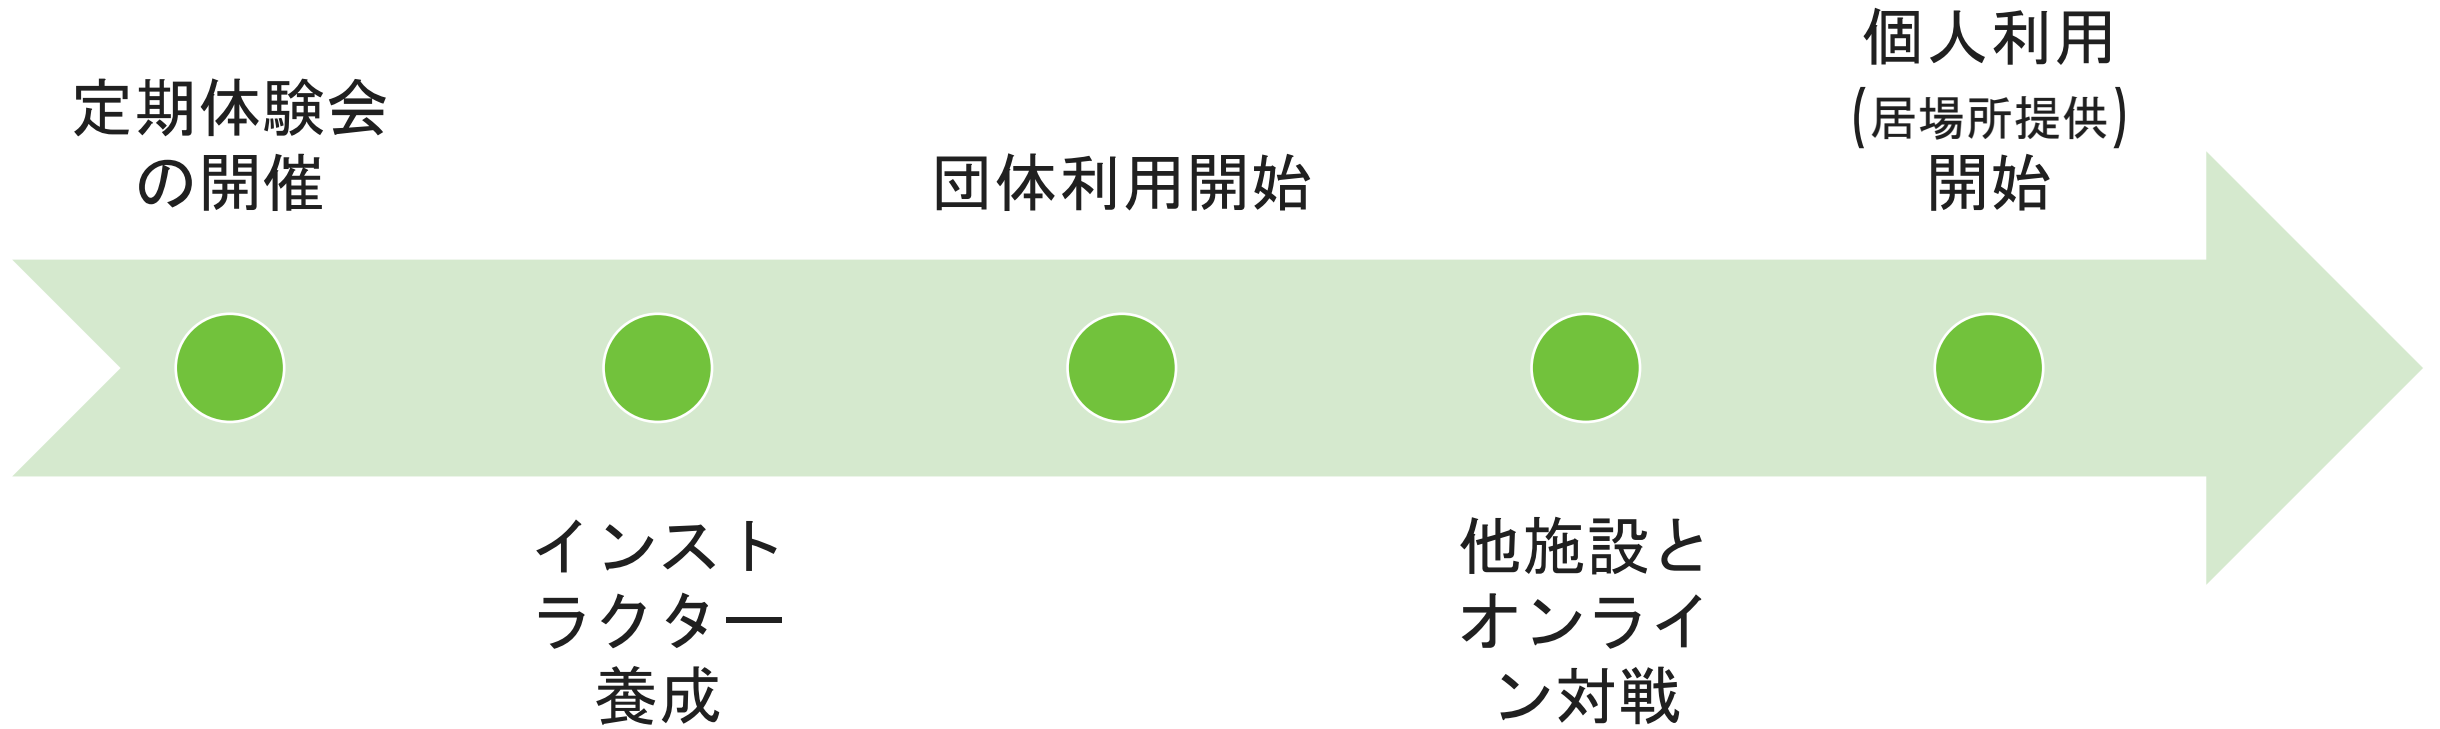 定期体験会
の開催
インスト
ラクター
養成
団体利用開始
他施設と
オンライ
ン対戦
個人利用
(居場所提供)
開始